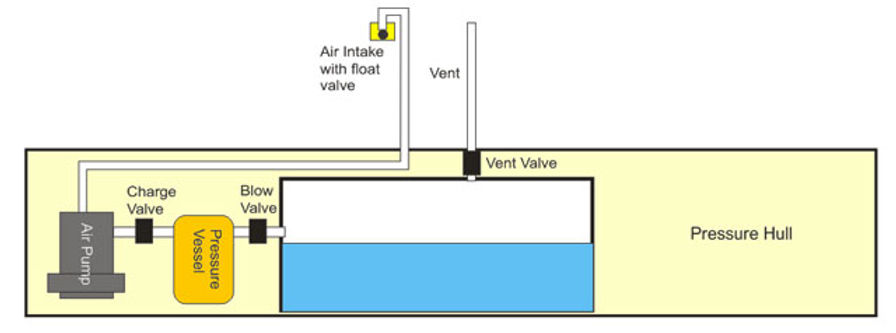 Air Intake
with float
valve
Vent
Vent Valve
Charge
Valve
Blow
Valve
Air Pump
Pressure
Vessel
Pressure Hull